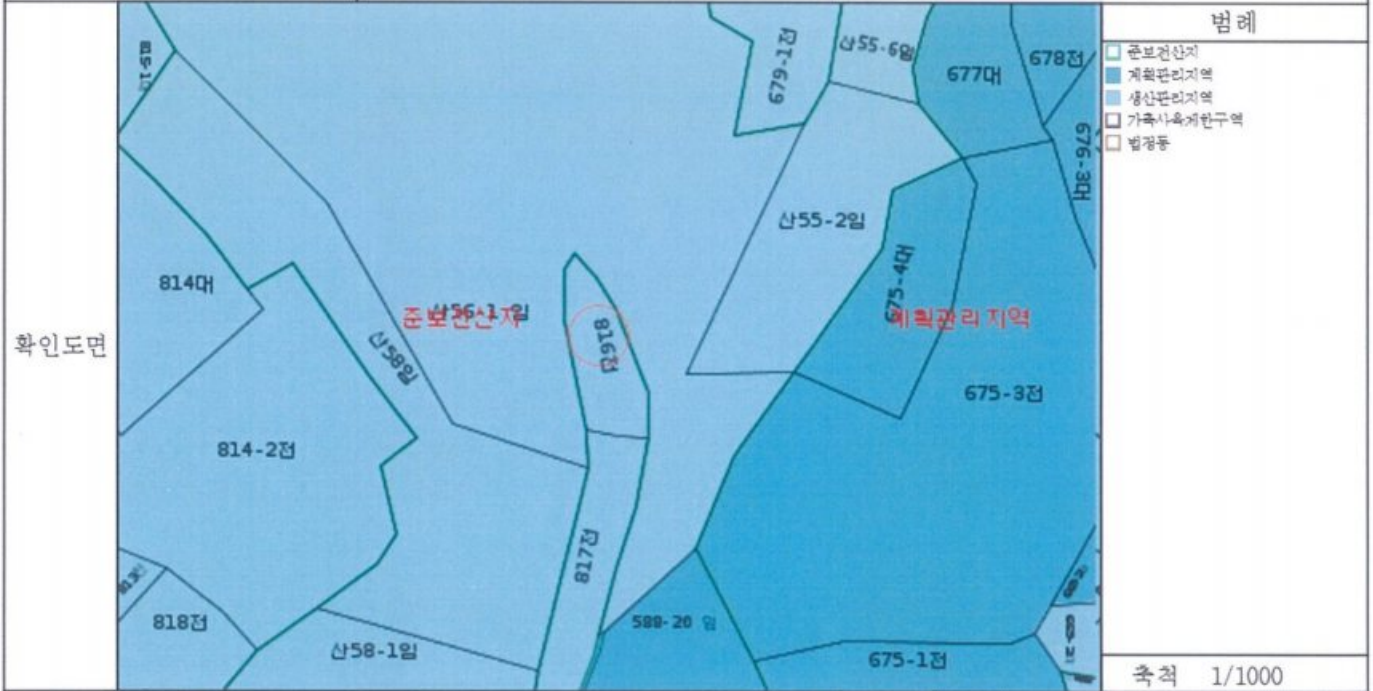 확인도면
범례
준보전산지
계획관리지역
생산관리지역
가축사육제한구역
법정동
679-1전
산55-6임
677대
678전
676-3대
산55-2임
814대
675-4대
산56-1 임
준보전산지
계획관리지역
산58임
675-3전
814-2전
817전
818전
588-20 임
산58-1임
675-1전
축척 1/1000